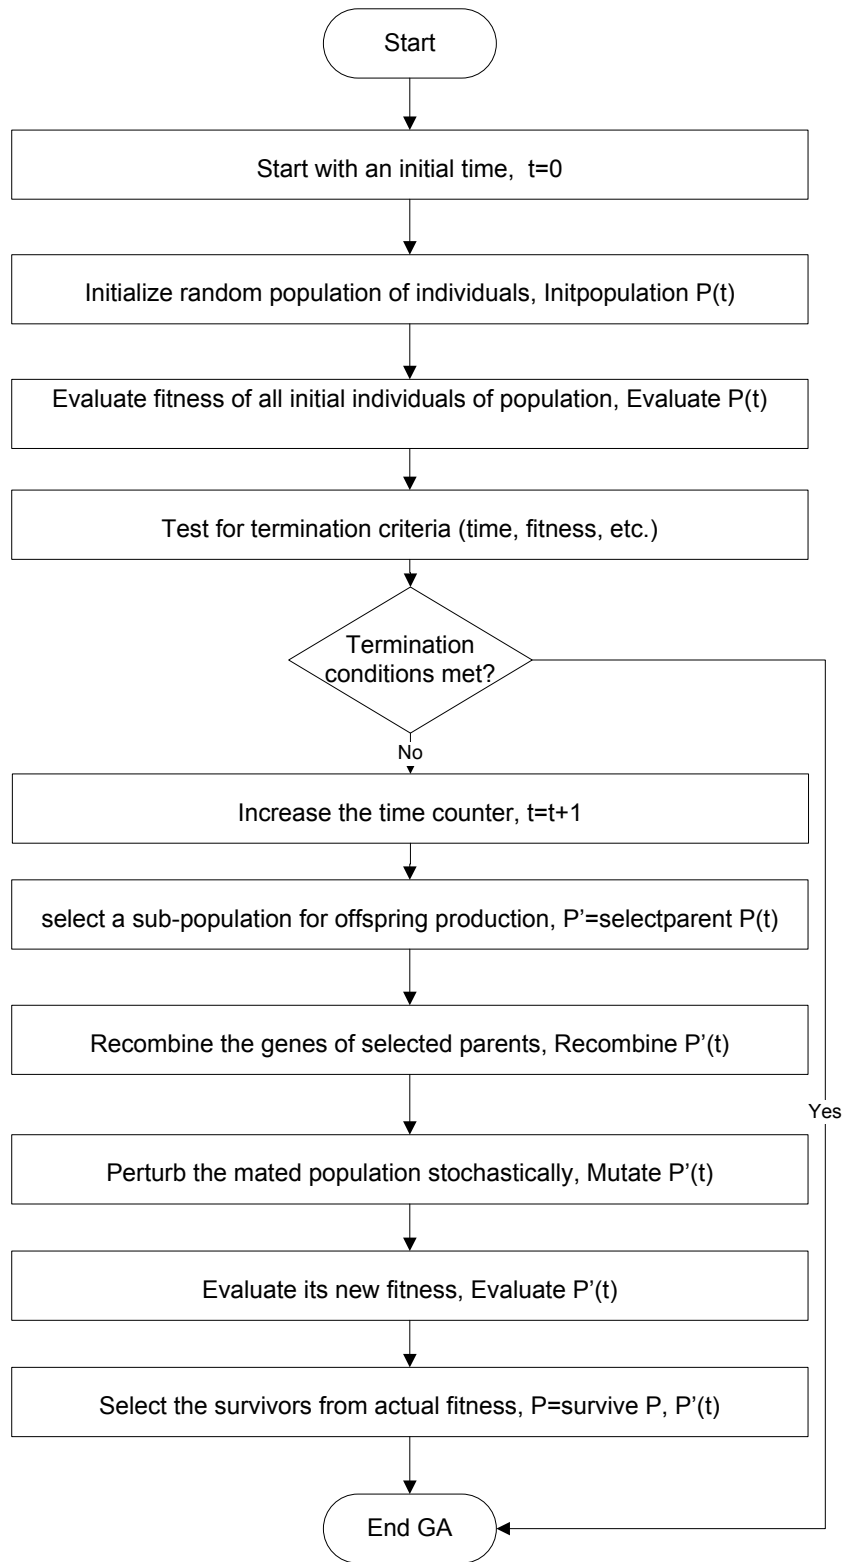 Start
Start with an initial time,  t=0
Initialize random population of individuals, Initpopulation P(t)
Evaluate fitness of all initial individuals of population, Evaluate P(t)
Test for termination criteria (time, fitness, etc.)
Termination
conditions met?
No
Increase the time counter, t=t+1
select a sub-population for offspring production, P’=selectparent P(t)
Recombine the genes of selected parents, Recombine P’(t)
Yes
Perturb the mated population stochastically, Mutate P’(t)
Evaluate its new fitness, Evaluate P’(t)
Select the survivors from actual fitness, P=survive P, P’(t)
End GA